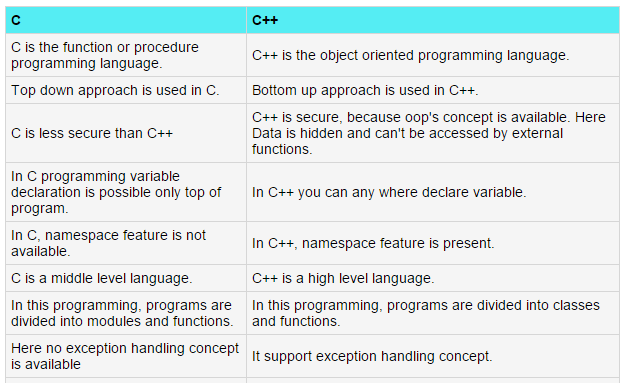 C C++
C is the function or procedure
programming language.
C++ is the object oriented programming language.
Top down approach is used in C.
Bottom up approach is used in C++.
C is less secure than C++
C++ is secure, because oop's concept is available. Here
Data is hidden and can't be accessed by external
functions.
In C programming variable
declaration is possible only top of
program.
In C++ you can any where declare variable.
In C, namespace feature is not
available.
In C++, namespace feature is present.
C is a middle level language.
C++ is a high level language.
In this programming, programs are
divided into modules and functions.
In this programming, programs are divided into classes
and functions.
Here no exception handling concept
is available
It support exception handling concept.